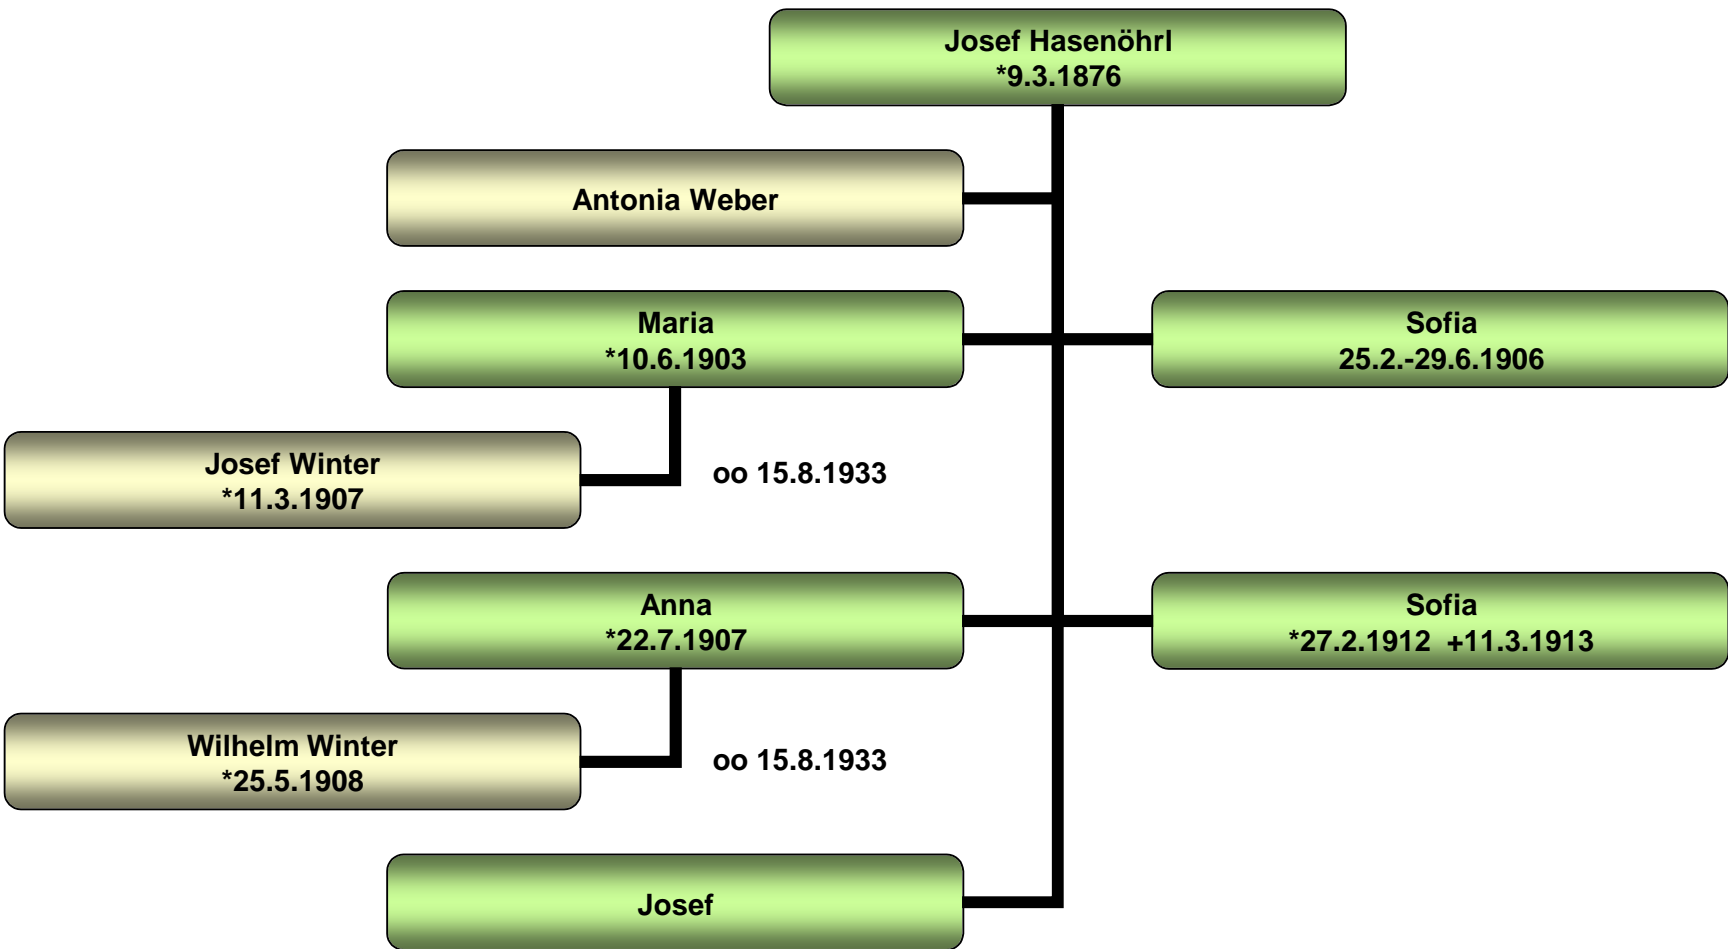 Josef Hasenöhrl
*9.3.1876
Antonia Weber
Maria
*10.6.1903
Sofia
25.2.-29.6.1906
Josef Winter
*11.3.1907
oo 15.8.1933
Anna
*22.7.1907
Sofia
*27.2.1912 +11.3.1913
Wilhelm Winter
*25.5.1908
oo 15.8.1933
Josef